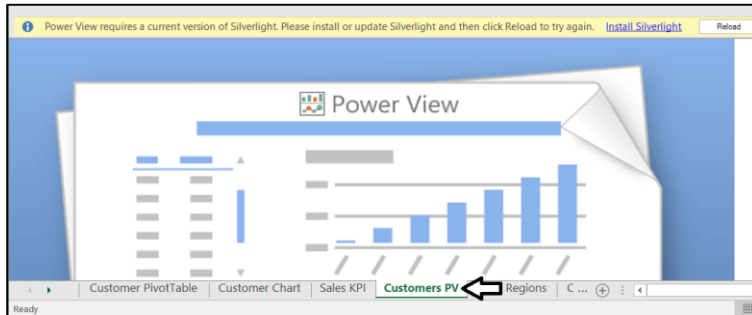 Power View requires a current version of Silverlight. Please install or update Silverlight and then click Reload to try again. Install Silverlight Reload
Power View
Customer PivotTable Customer Chart Sales KPI Customers PV Regions C ...
Ready